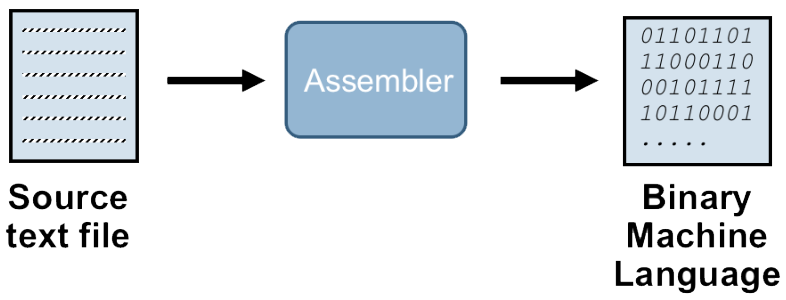 Source
text file
Assembler
01101101
11000110
00101111
10110001
.....
Binary
Machine
Language